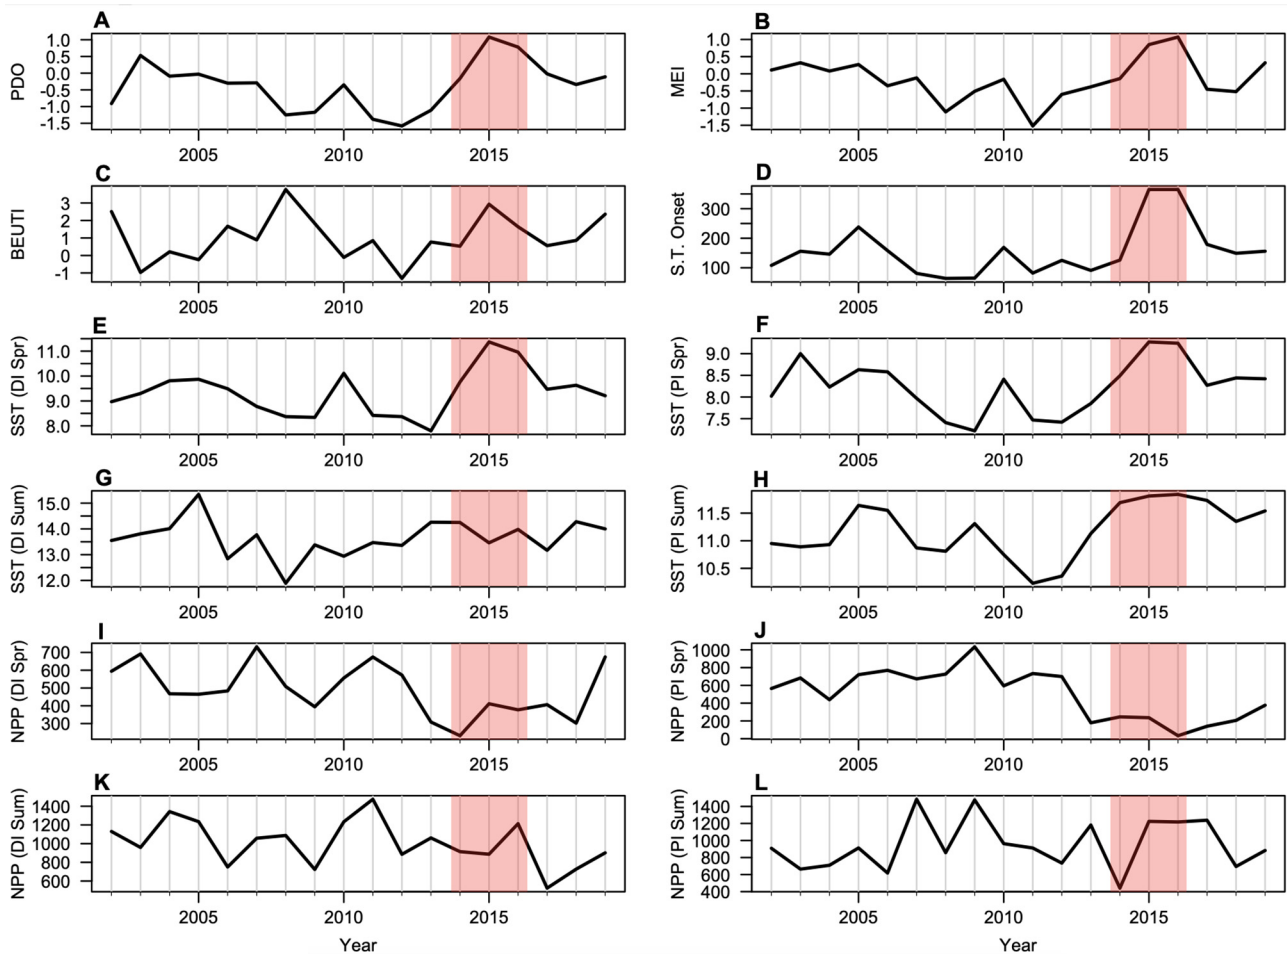 A
PDO
1.0
0.5
0.0
-0.5
-1.0
-1.5
2005 2010 2015
B
MEI
1.0
0.5
0.0
-0.5
-1.0
-1.5
2005 2010 2015
C
BEUTI
3
2
1
0
-1
2005 2010 2015
D
S.T. Onset
300
200
100
2005 2010 2015
E
SST (DI Spr)
11.0
10.0
9.0
8.0
2005 2010 2015
F
SST (PI Spr)
9.0
8.5
8.0
7.5
2005 2010 2015
G
SST (DI Sum)
15.0
14.0
13.0
12.0
2005 2010 2015
H
SST (PI Sum)
11.5
11.0
10.5
2005 2010 2015
I
NPP (DI Spr)
700
600
500
400
300
2005 2010 2015
J
NPP (PI Spr)
1000
800
600
400
200
0
2005 2010 2015
K
NPP (DI Sum)
1400
1200
1000
800
600
2005 2010 2015
Year
L
NPP (PI Sum)
1400
1200
1000
800
600
400
2005 2010 2015
Year